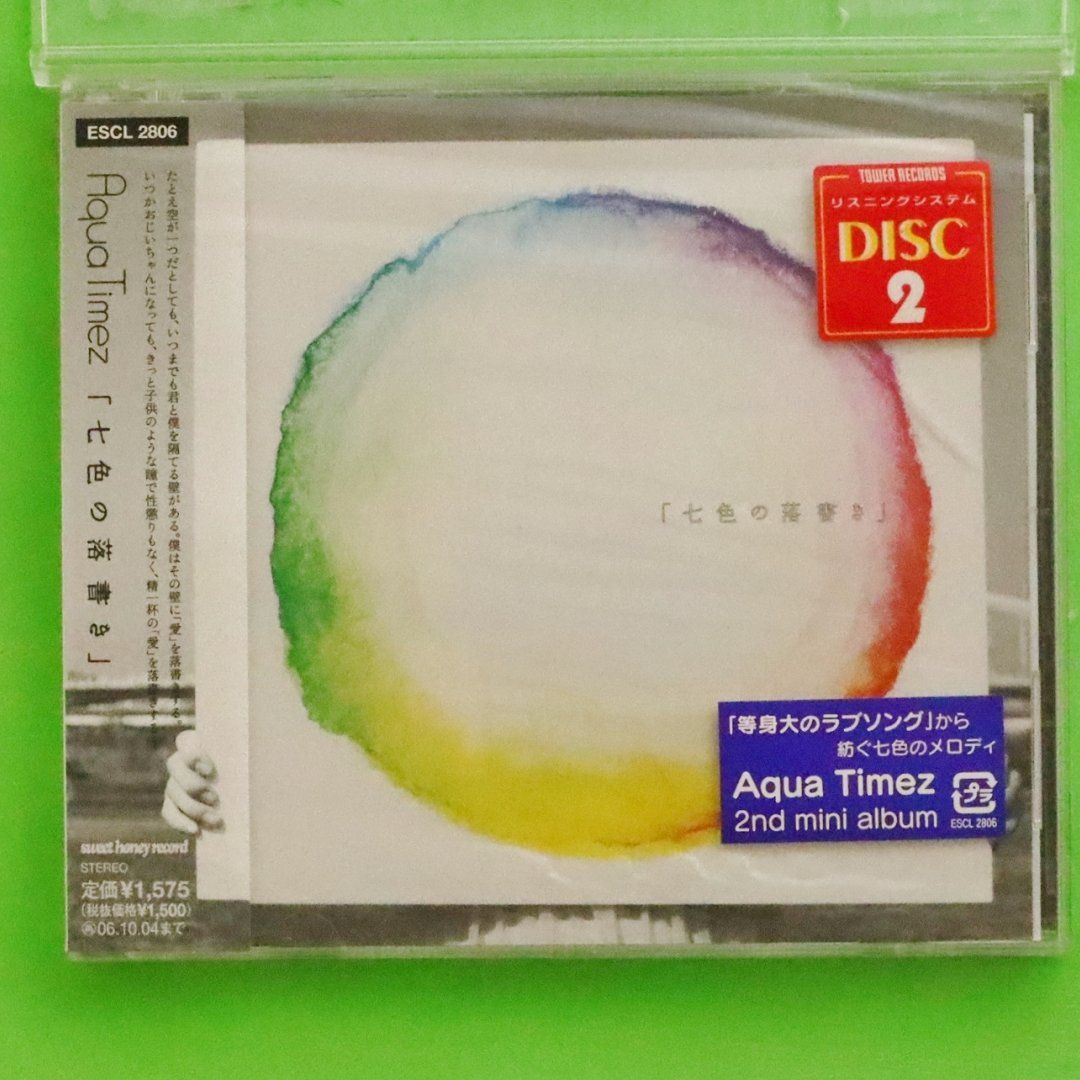 ESCL 2806
Aqua Timez「七色の落書き」
たとえ空が一つだとしても、いつまでも君と僕を隔てる壁がある。僕はその壁に「愛」を落書きする。
いつかおじいちゃんになっても、きっと子供のような瞳で性懲りもなく、精一杯の「愛」を落書きする
sweet honey record
STEREO
定価¥1,575
(税抜価格¥1,500)
再06.10.04まで
TOWER RECORDS
リスニングシステム
DISC
2
「七色の落書き」
「等身大のラブソング」から
紡ぐ七色のメロディ
Aqua Timez
2nd mini album
プラ
ESCL 2806